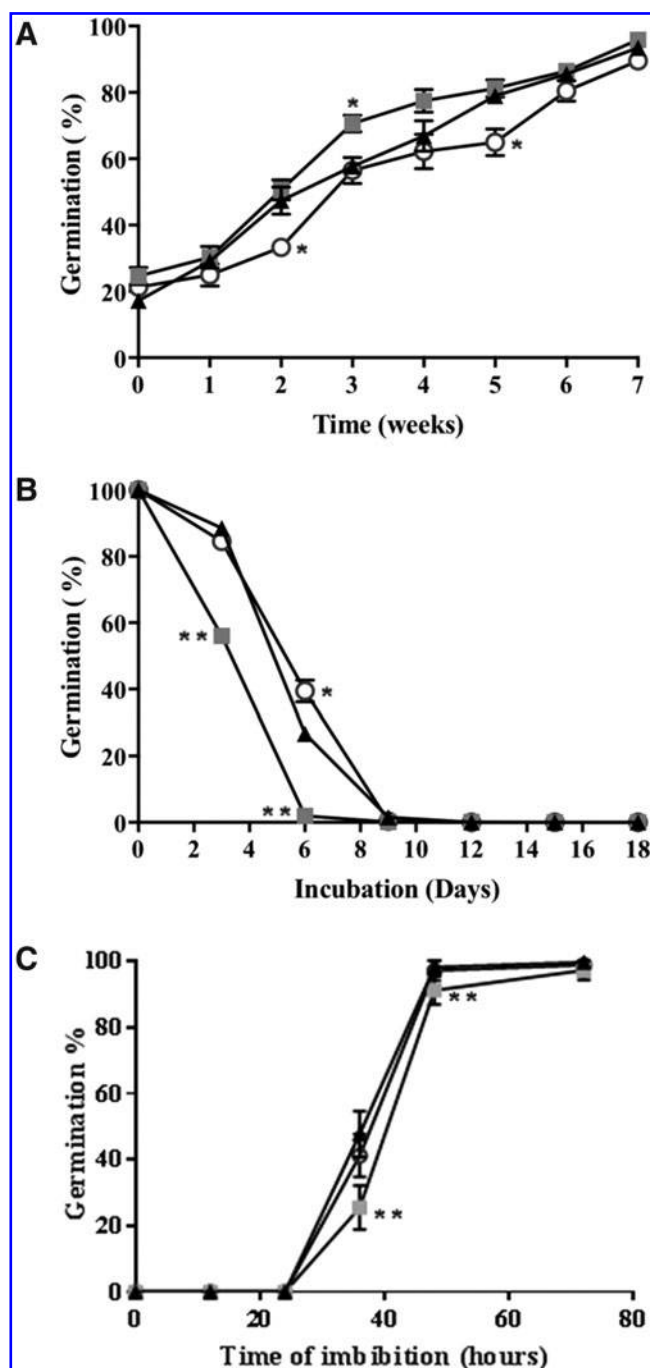 A
100
80
60
40
20
0
Germination ( %)
*
*
*
0 1 2 3 4 5 6 7
Time (weeks)
B
100
80
60
40
20
0
Germination ( %)
**
*
**
0 2 4 6 8 10 12 14 16 18
Incubation (Days)
C
100
80
60
40
20
0
Germination %
**
**
0 20 40 60 80
Time of imbibition (hours)